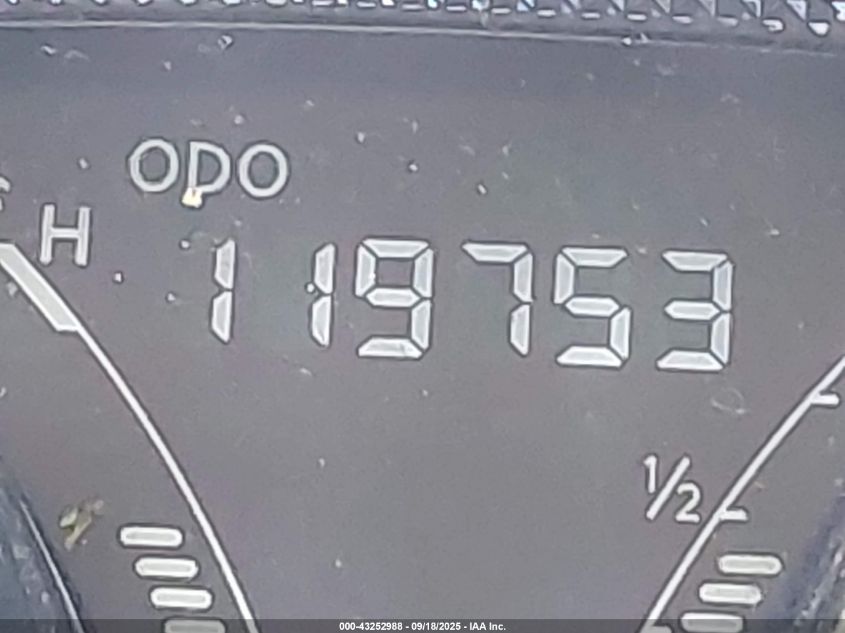 ODO
H
119753
1/2
000-43252988 - 09/18/2025 - IAA Inc.